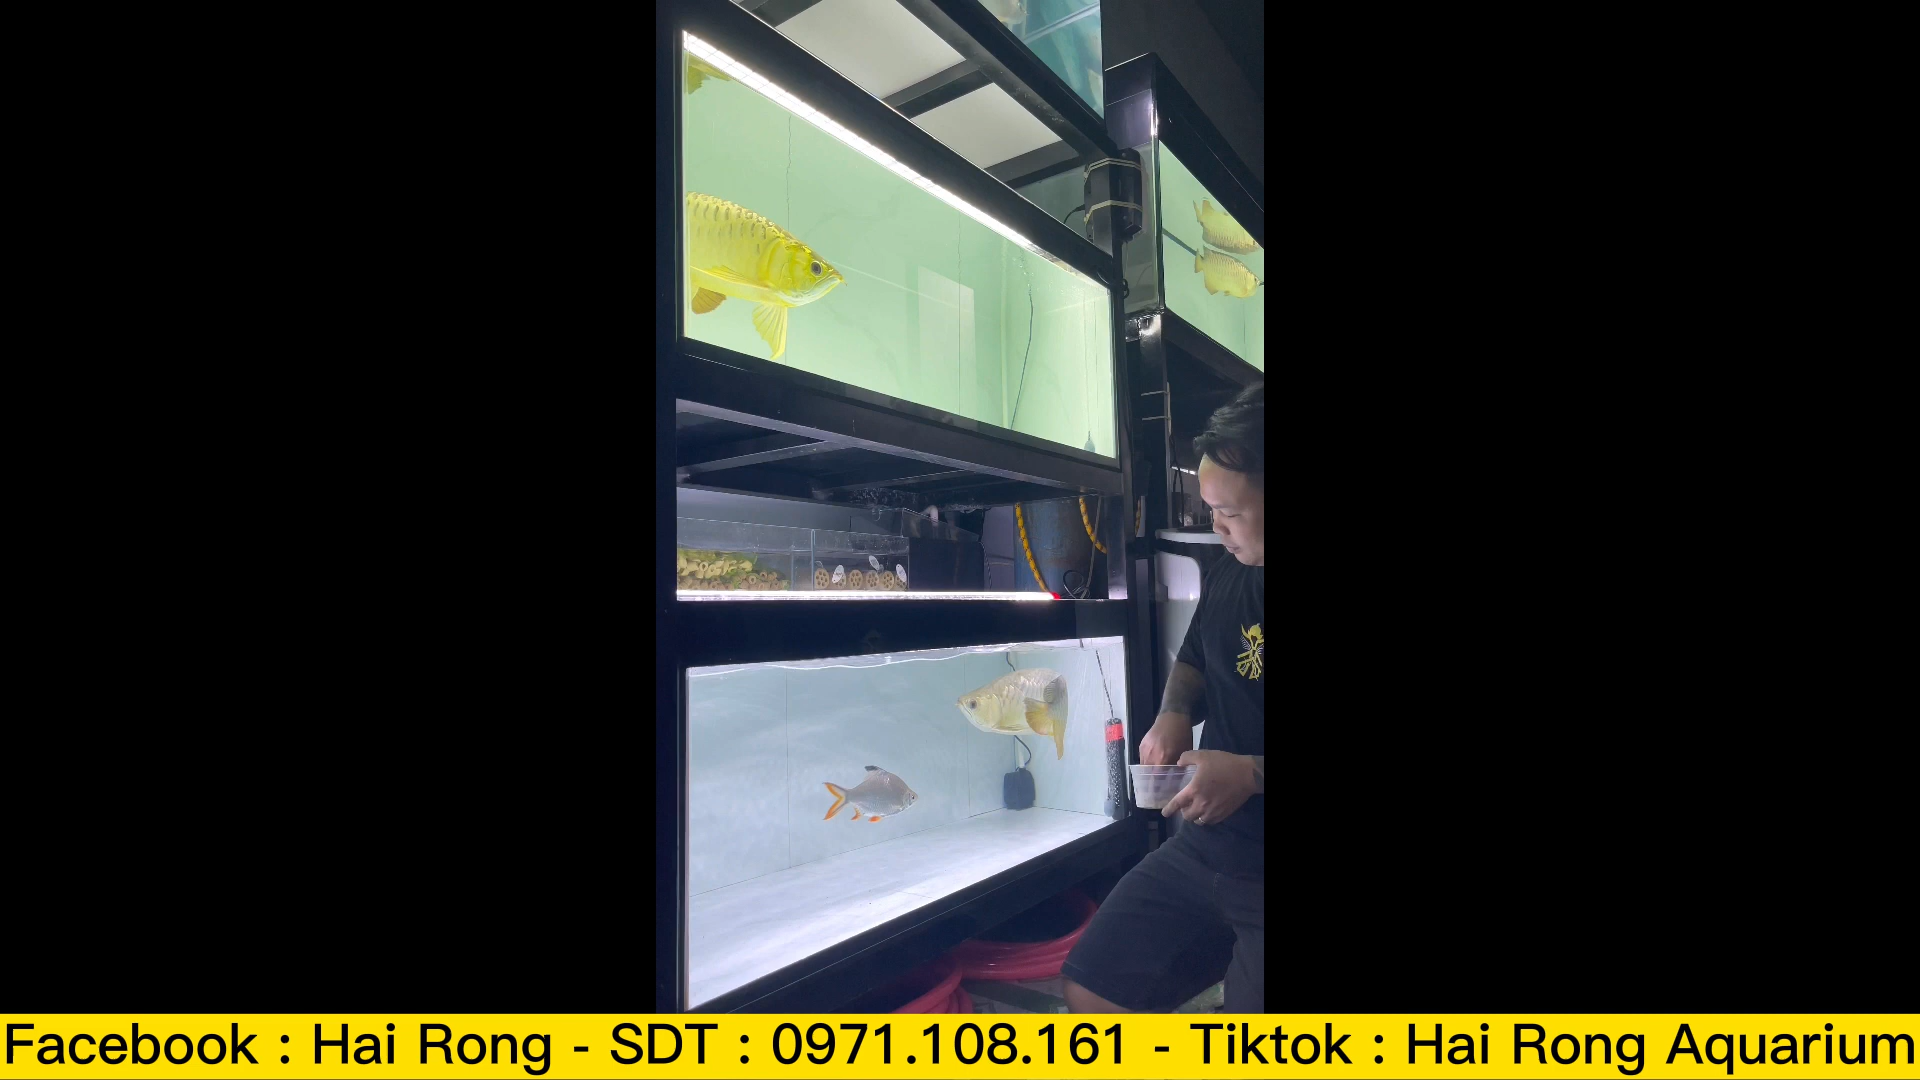 Facebook : Hai Rong - SDT : 0971.108.161 - Tiktok : Hai Rong Aquarium